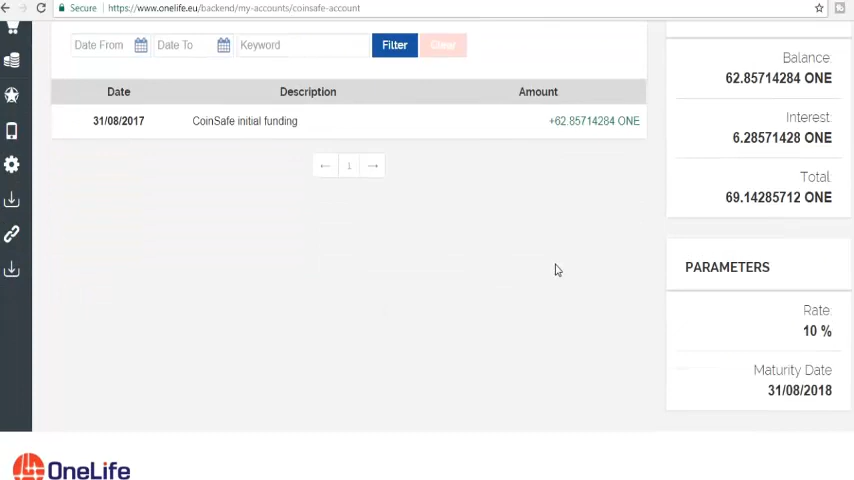 Secure
https://www.onelife.eu/backend/my-accounts/coinsafe-account
Date From
Date To
Keyword
Filter
Clear
Date
Description
Amount
31/08/2017
CoinSafe initial funding
+62.85714284 ONE
← 1 →
Balance:
62.85714284 ONE
Interest:
6.28571428 ONE
Total:
69.14285712 ONE
PARAMETERS
Rate:
10 %
Maturity Date
31/08/2018
OneLife